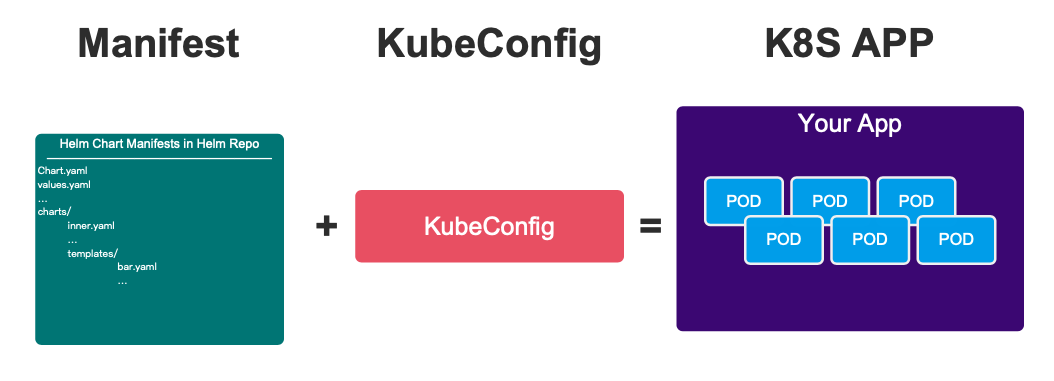 Manifest
KubeConfig
K8S APP
Helm Chart Manifests in Helm Repo
Chart.yaml
values.yaml
...
charts/
inner.yaml
...
templates/
bar.yaml
...
+
KubeConfig
=
Your App
POD
POD
POD
POD
POD
POD